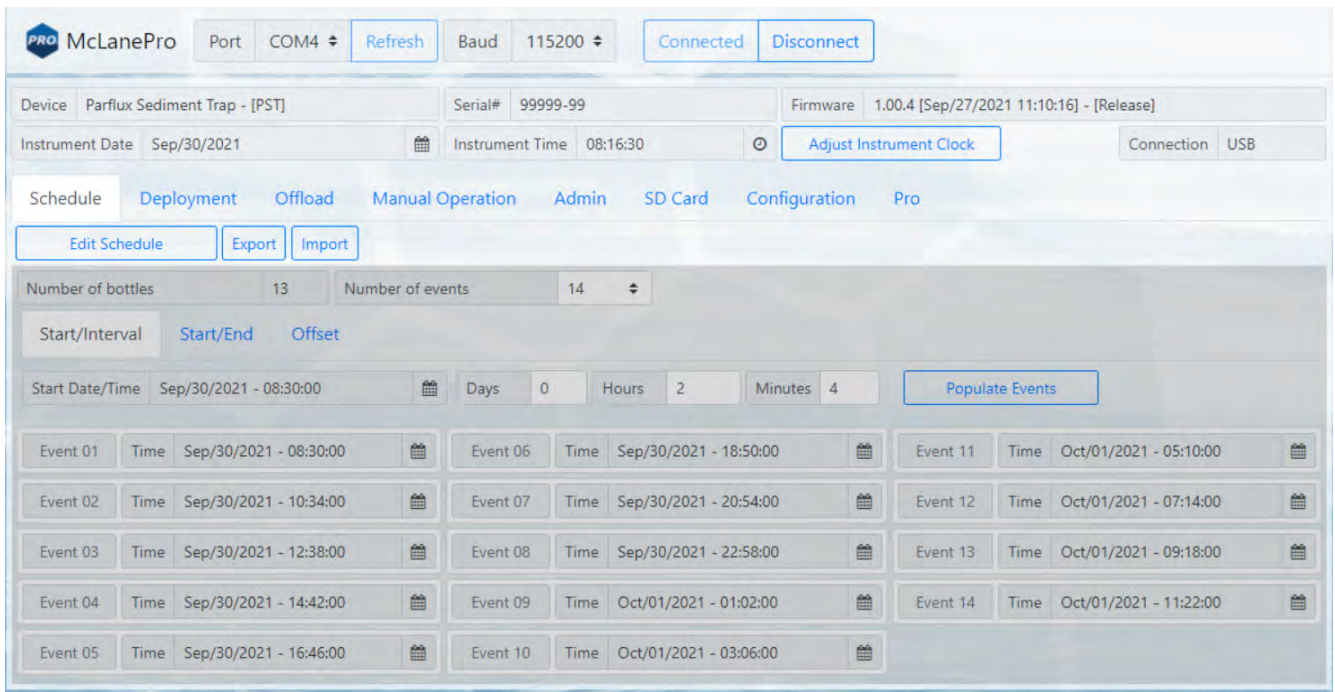 PRO McLanePro Port COM4 Refresh Baud 115200 Connected Disconnect
Device Parflux Sediment Trap - [PST] Serial# 99999-99 Firmware 1.00.4 [Sep/27/2021 11:10:16] - [Release]
Instrument Date Sep/30/2021 Instrument Time 08:16:30 Adjust Instrument Clock Connection USB
Schedule Deployment Offload Manual Operation Admin SD Card Configuration Pro
Edit Schedule Export Import
Number of bottles 13 Number of events 14
Start/Interval Start/End Offset
Start Date/Time Sep/30/2021 - 08:30:00 Days 0 Hours 2 Minutes 4 Populate Events
Event 01 Time Sep/30/2021 - 08:30:00 Event 06 Time Sep/30/2021 - 18:50:00 Event 11 Time Oct/01/2021 - 05:10:00
Event 02 Time Sep/30/2021 - 10:34:00 Event 07 Time Sep/30/2021 - 20:54:00 Event 12 Time Oct/01/2021 - 07:14:00
Event 03 Time Sep/30/2021 - 12:38:00 Event 08 Time Sep/30/2021 - 22:58:00 Event 13 Time Oct/01/2021 - 09:18:00
Event 04 Time Sep/30/2021 - 14:42:00 Event 09 Time Oct/01/2021 - 01:02:00 Event 14 Time Oct/01/2021 - 11:22:00
Event 05 Time Sep/30/2021 - 16:46:00 Event 10 Time Oct/01/2021 - 03:06:00